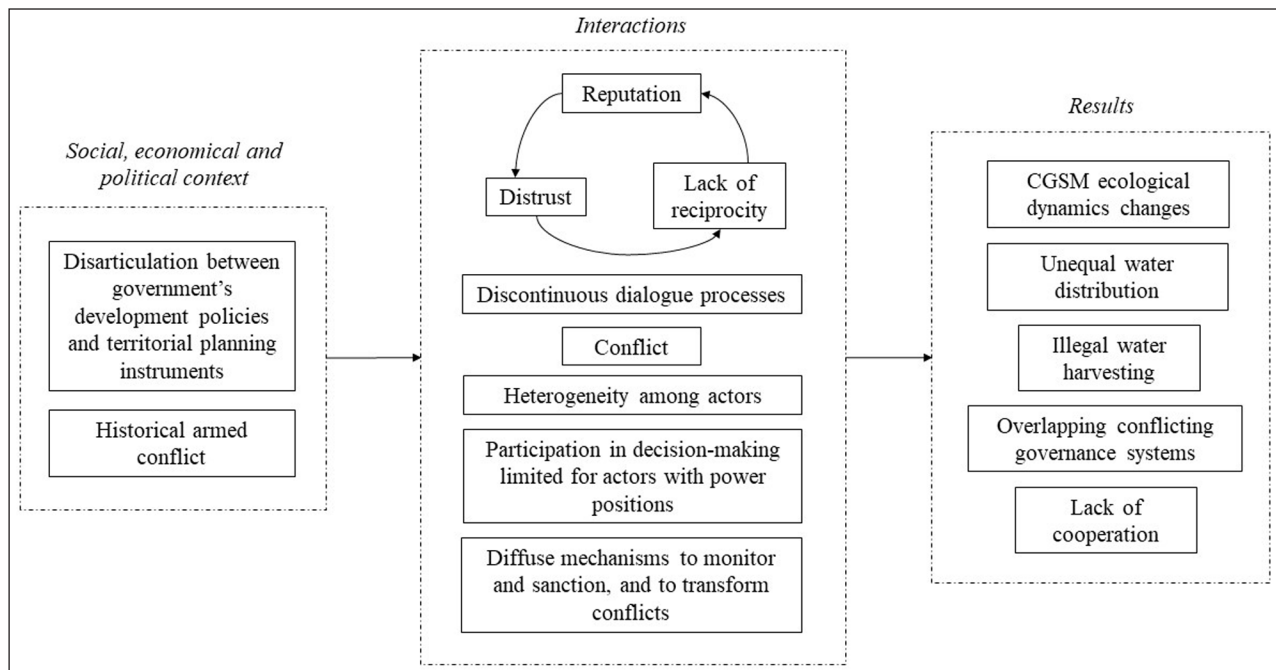 Social, economical and
political context
Disarticulation between
government’s
development policies
and territorial planning
instruments
Historical armed
conflict
Interactions
Reputation
Distrust
Lack of
reciprocity
Discontinuous dialogue processes
Conflict
Heterogeneity among actors
Participation in decision-making
limited for actors with power
positions
Diffuse mechanisms to monitor
and sanction, and to transform
conflicts
Results
CGSM ecological
dynamics changes
Unequal water
distribution
Illegal water
harvesting
Overlapping conflicting
governance systems
Lack of
cooperation